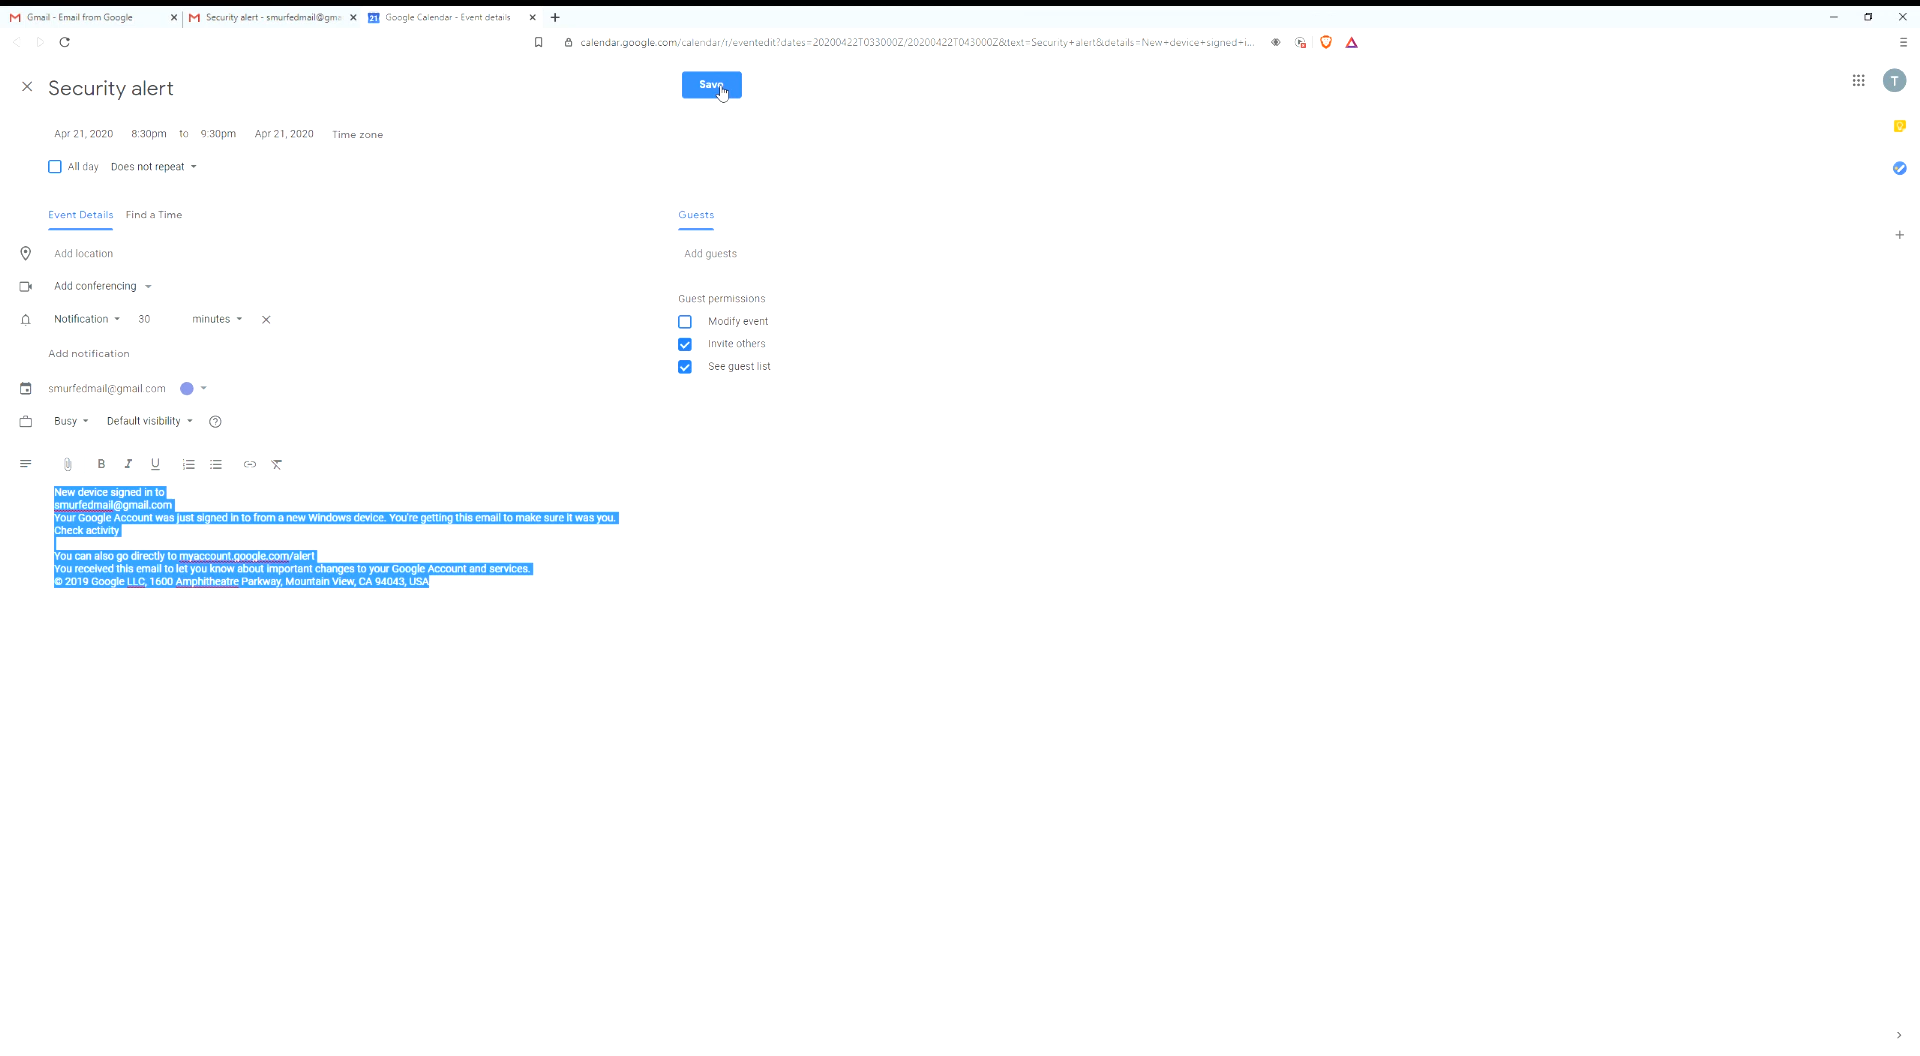 Gmail - Email from Google
Security alert - smurfedmail@gma
Google Calendar - Event details
calendar.google.com/calendar/r/eventedit?dates=20200422T033000Z/20200422T043000Z&text=Security+alert&details=New+device+signed+i...
Security alert
Save
T
Apr 21, 2020 8:30pm to 9:30pm Apr 21, 2020 Time zone
All day Does not repeat
Event Details Find a Time
Guests
Add location
Add guests
Add conferencing
Guest permissions
Notification 30 minutes
Modify event
Invite others
Add notification
See guest list
smurfedmail@gmail.com
Busy Default visibility
B I U
New device signed in to
smurfedmail@gmail.com
Your Google Account was just signed in to from a new Windows device. You're getting this email to make sure it was you.
Check activity
You can also go directly to myaccount.google.com/alert
You received this email to let you know about important changes to your Google Account and services.
© 2019 Google LLC, 1600 Amphitheatre Parkway, Mountain View, CA 94043, USA